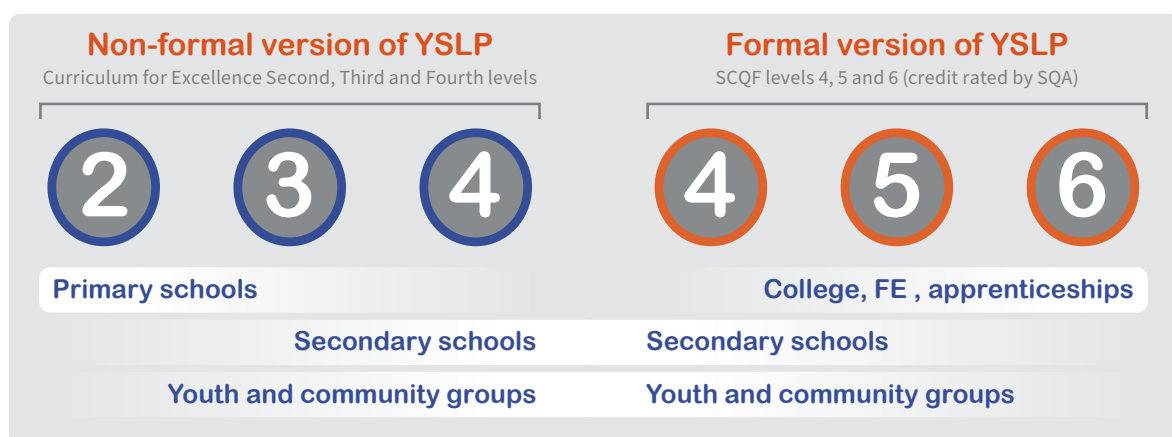 Non-formal version of YSLP
Curriculum for Excellence Second, Third and Fourth levels
2 3 4
Formal version of YSLP
SCQF levels 4, 5 and 6 (credit rated by SQA)
4 5 6
Primary schools
College, FE , apprenticeships
Secondary schools
Secondary schools
Youth and community groups
Youth and community groups